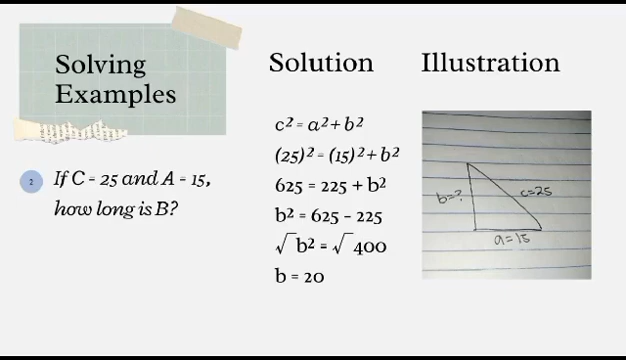 Solving
Examples
2
If C = 25 and A = 15,
how long is B?
Solution
c² = a² + b²
(25)² = (15)² + b²
625 = 225 + b²
b² = 625 - 225
√b² = √400
b = 20
Illustration
b=?
c=25
a=15